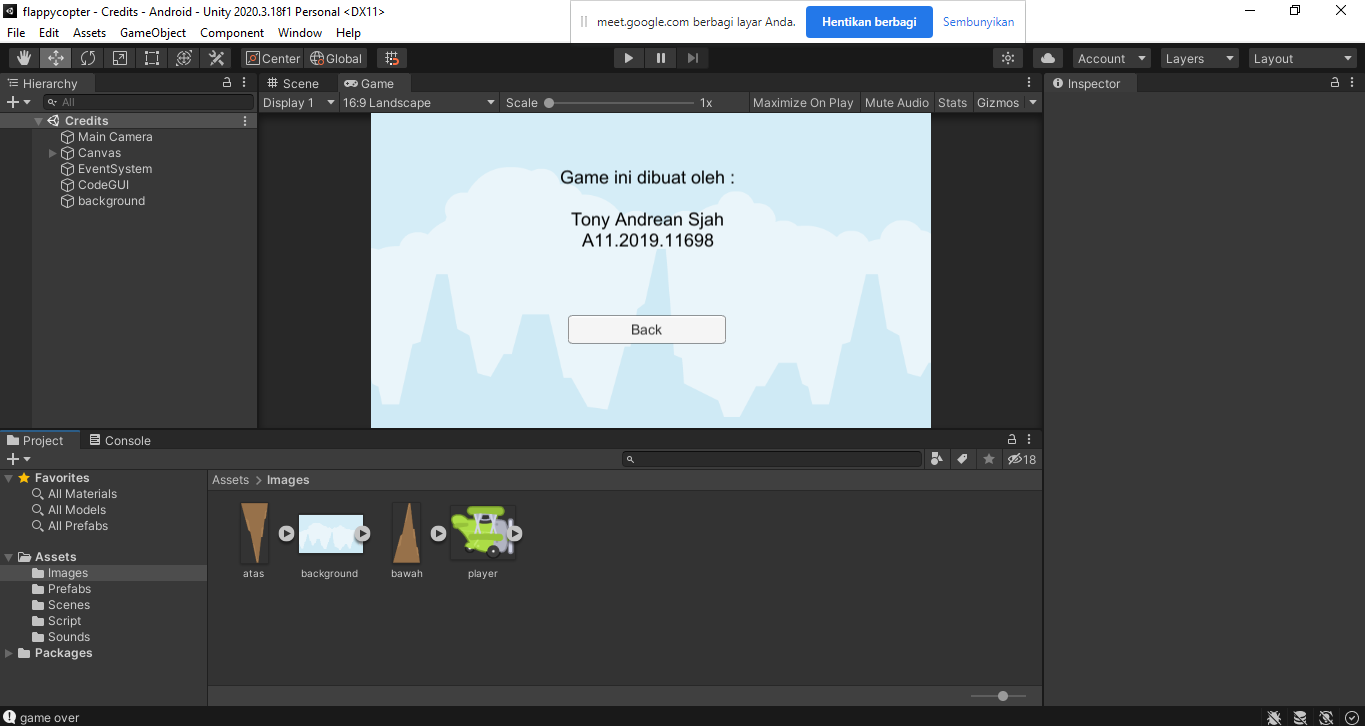 flappycopter - Credits - Android - Unity 2020.3.18f1 Personal <DX11>
meet.google.com berbagi layar Anda.
Hentikan berbagi
Sembunyikan
File Edit Assets GameObject Component Window Help
Center Global
Account Layers Layout
Hierarchy
All
Credits
Main Camera
Canvas
EventSystem
CodeGUI
background
Scene Game
Display 1 16:9 Landscape Scale 1x Maximize On Play Mute Audio Stats Gizmos
Game ini dibuat oleh :
Tony Andrean Sjah
A11.2019.11698
Back
Inspector
Project Console
18
Favorites
All Materials
All Models
All Prefabs
Assets
Images
Prefabs
Scenes
Script
Sounds
Packages
Assets > Images
atas background bawah player
game over